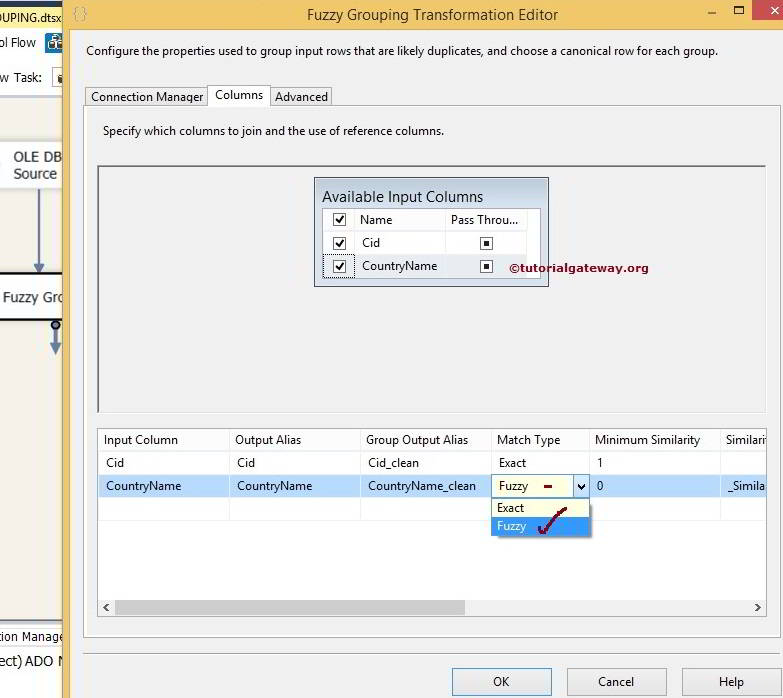 UPING.dtsx
Fuzzy Grouping Transformation Editor
ol Flow
w Task:
Configure the properties used to group input rows that are likely duplicates, and choose a canonical row for each group.
Connection Manager Columns Advanced
Specify which columns to join and the use of reference columns.
OLE DB
Source
Available Input Columns
Name Pass Throu...
Cid
CountryName
©tutorialgateway.org
Fuzzy Gro
Input Column Output Alias Group Output Alias Match Type Minimum Similarity Similari
Cid Cid Cid_clean Exact 1
CountryName CountryName CountryName_clean Fuzzy 0 _Simila
Exact
Fuzzy
tion Manage
ect) ADO N
OK Cancel Help